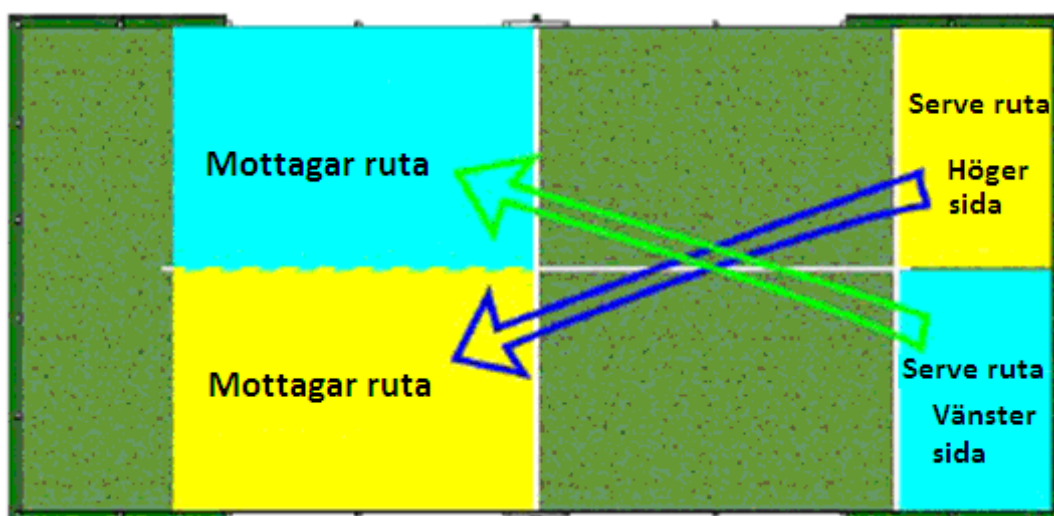 Serve ruta
Mottagar ruta
Höger
sida
Serve ruta
Mottagar ruta
Vänster
sida